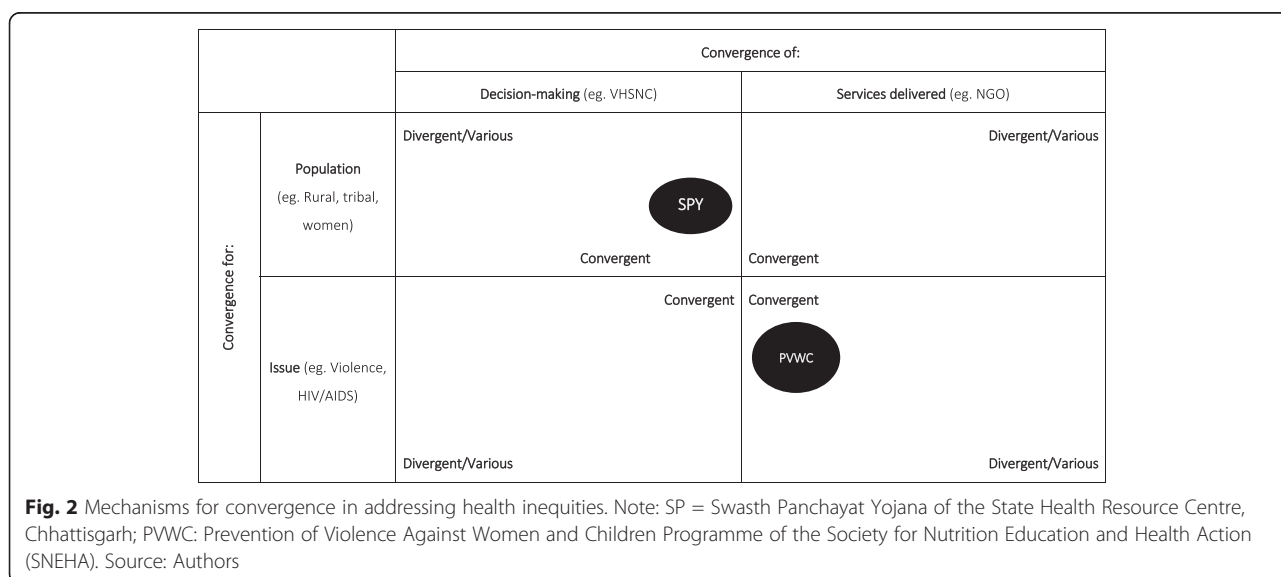 Convergence of:
Decision-making (eg. VHSNC)
Services delivered (eg. NGO)
Convergence for:
Population
(eg. Rural, tribal,
women)
Divergent/Various
SPY
Convergent
Divergent/Various
Convergent
Issue (eg. Violence,
HIV/AIDS)
Convergent
Divergent/Various
Convergent
PVWC
Divergent/Various
Fig. 2 Mechanisms for convergence in addressing health inequities. Note: SP = Swasth Panchayat Yojana of the State Health Resource Centre,
Chhattisgarh; PVWC: Prevention of Violence Against Women and Children Programme of the Society for Nutrition Education and Health Action
(SNEHA). Source: Authors